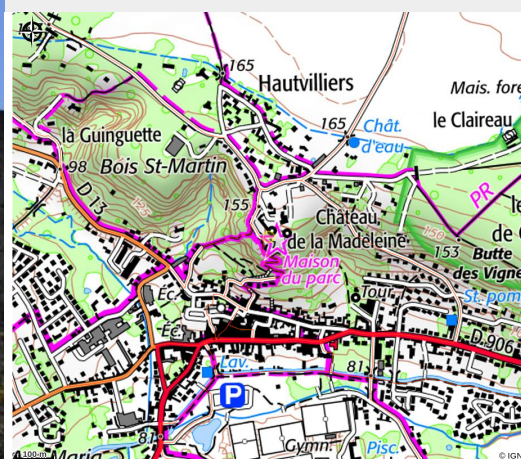 165
Hautvilliers
Mais. fore
la Guinguette
165
Chât.
d'eau
le Claireau
98
Bois St-Martin
D 13
125
155
PR
Château
de la Madeleine
150
153
Butte
des Vigne
Maison
du parc
Éc.
Tour
St. pom
Éc.
D 906
Lav.
81
P
81
Gymn.
Pisc.
100 m
© IGN